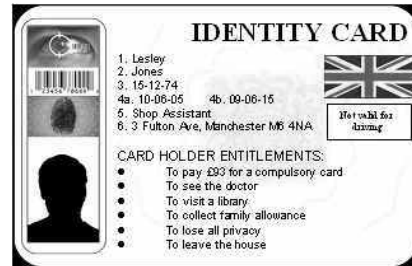 IDENTITY CARD
1. Lesley
2. Jones
3. 15-12-74
4a. 10-06-05 4b. 09-06-15
5. Shop Assistant
6. 3 Fulton Ave, Manchester M6 4NA
Not valid for
driving
CARD HOLDER ENTITLEMENTS:
• To pay £93 for a compulsory card
• To see the doctor
• To visit a library
• To collect family allowance
• To lose all privacy
• To leave the house